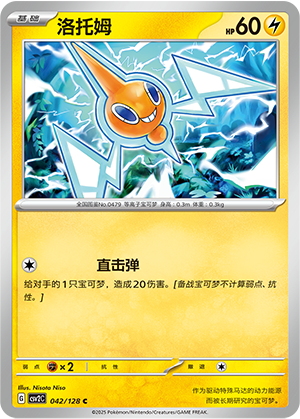 基础 洛托姆 HP 60
全国图鉴No.0479 等离子宝可梦 身高：0.3m 体重：0.3kg
直击弹
给对手的1只宝可梦，造成20伤害。[备战宝可梦不计算弱点、抗
性。]
弱点 ×2 抗性 撤退
Illus. Nisota Niso
G CSV2C 042/128 C
作为驱动特殊马达的动力能源
而被长期研究的宝可梦。
©2025 Pokémon/Nintendo/Creatures/GAME FREAK.